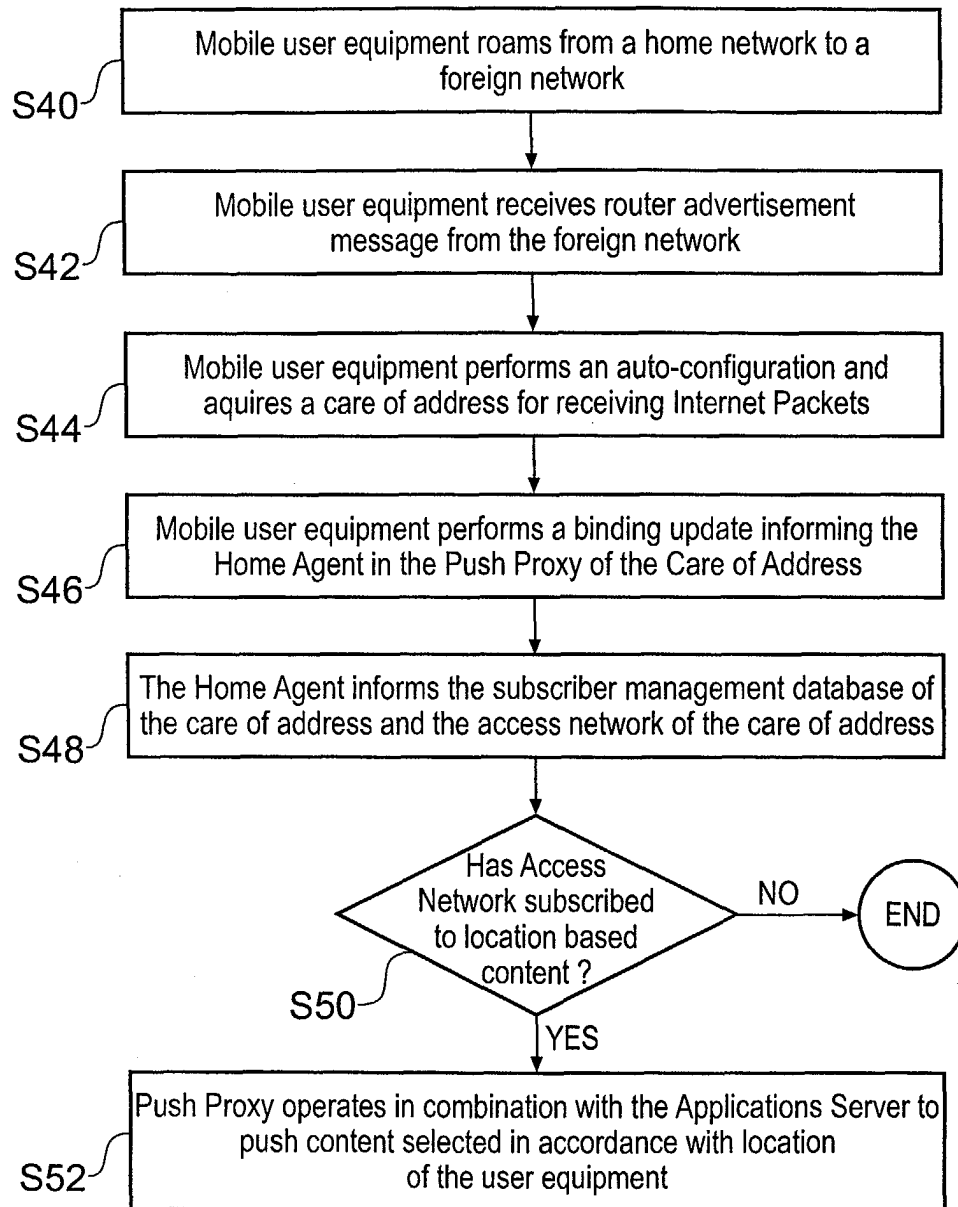 Mobile user equipment roams from a home network to a
foreign network
S40
Mobile user equipment receives router advertisement
message from the foreign network
S42
Mobile user equipment performs an auto-configuration and
aquires a care of address for receiving Internet Packets
S44
Mobile user equipment performs a binding update informing the
Home Agent in the Push Proxy of the Care of Address
S46
The Home Agent informs the subscriber management database of
the care of address and the access network of the care of address
S48
Has Access
Network subscribed
to location based
content ?
NO
END
S50
YES
Push Proxy operates in combination with the Applications Server to
push content selected in accordance with location
of the user equipment
S52